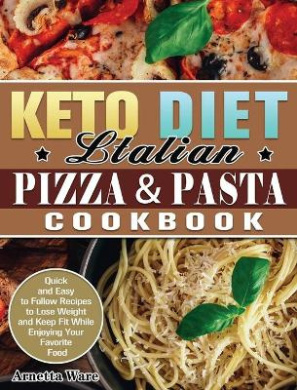 KETO DIET
Ltalian
PIZZA & PASTA
COOKBOOK
Quick
and Easy
to Follow Recipes
to Lose Weight
and Keep Fit While
Enjoying Your
Favorite
Food
Arnetta Ware